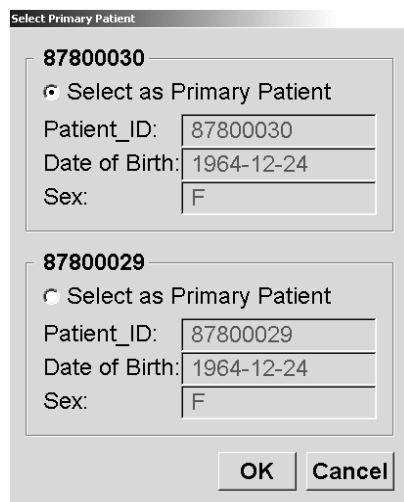 Select Primary Patient
87800030
Select as Primary Patient
Patient_ID: 87800030
Date of Birth: 1964-12-24
Sex: F
87800029
Select as Primary Patient
Patient_ID: 87800029
Date of Birth: 1964-12-24
Sex: F
OK Cancel